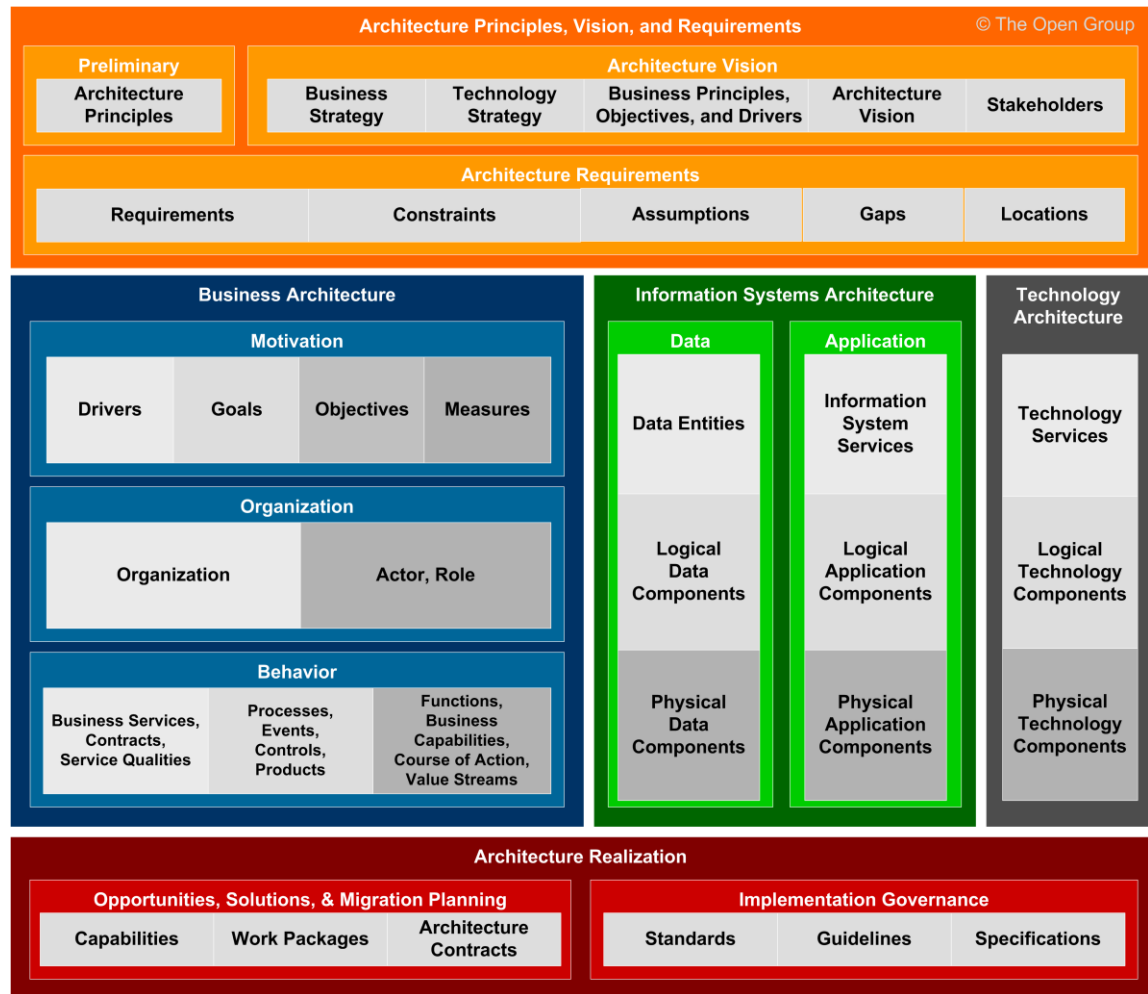 Architecture Principles, Vision, and Requirements
© The Open Group
Preliminary
Architecture
Principles
Architecture Vision
Business
Strategy
Technology
Strategy
Business Principles,
Objectives, and Drivers
Architecture
Vision
Stakeholders
Architecture Requirements
Requirements
Constraints
Assumptions
Gaps
Locations
Business Architecture
Motivation
Drivers
Goals
Objectives
Measures
Organization
Organization
Actor, Role
Behavior
Business Services,
Contracts,
Service Qualities
Processes,
Events,
Controls,
Products
Functions,
Business
Capabilities,
Course of Action,
Value Streams
Information Systems Architecture
Data
Data Entities
Logical
Data
Components
Physical
Data
Components
Application
Information
System
Services
Logical
Application
Components
Physical
Application
Components
Technology
Architecture
Technology
Services
Logical
Technology
Components
Physical
Technology
Components
Architecture Realization
Opportunities, Solutions, & Migration Planning
Capabilities
Work Packages
Architecture
Contracts
Implementation Governance
Standards
Guidelines
Specifications